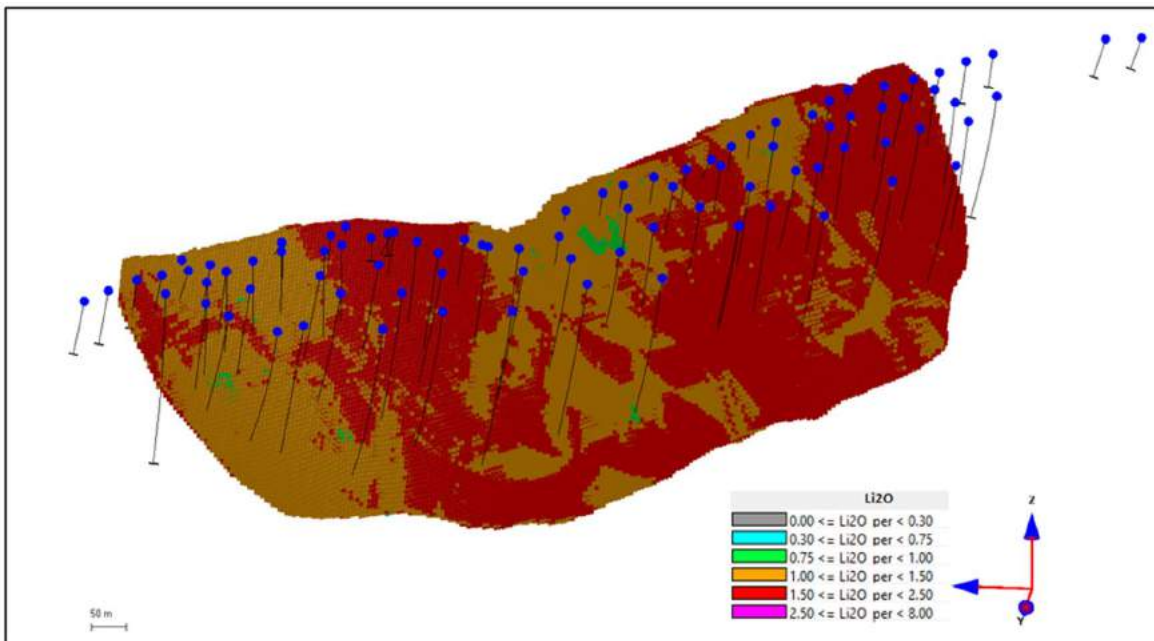 50 m
Li2O
0.00 <= Li2O per < 0.30
0.30 <= Li2O per < 0.75
0.75 <= Li2O per < 1.00
1.00 <= Li2O per < 1.50
1.50 <= Li2O per < 2.50
2.50 <= Li2O per < 8.00
Z
Y